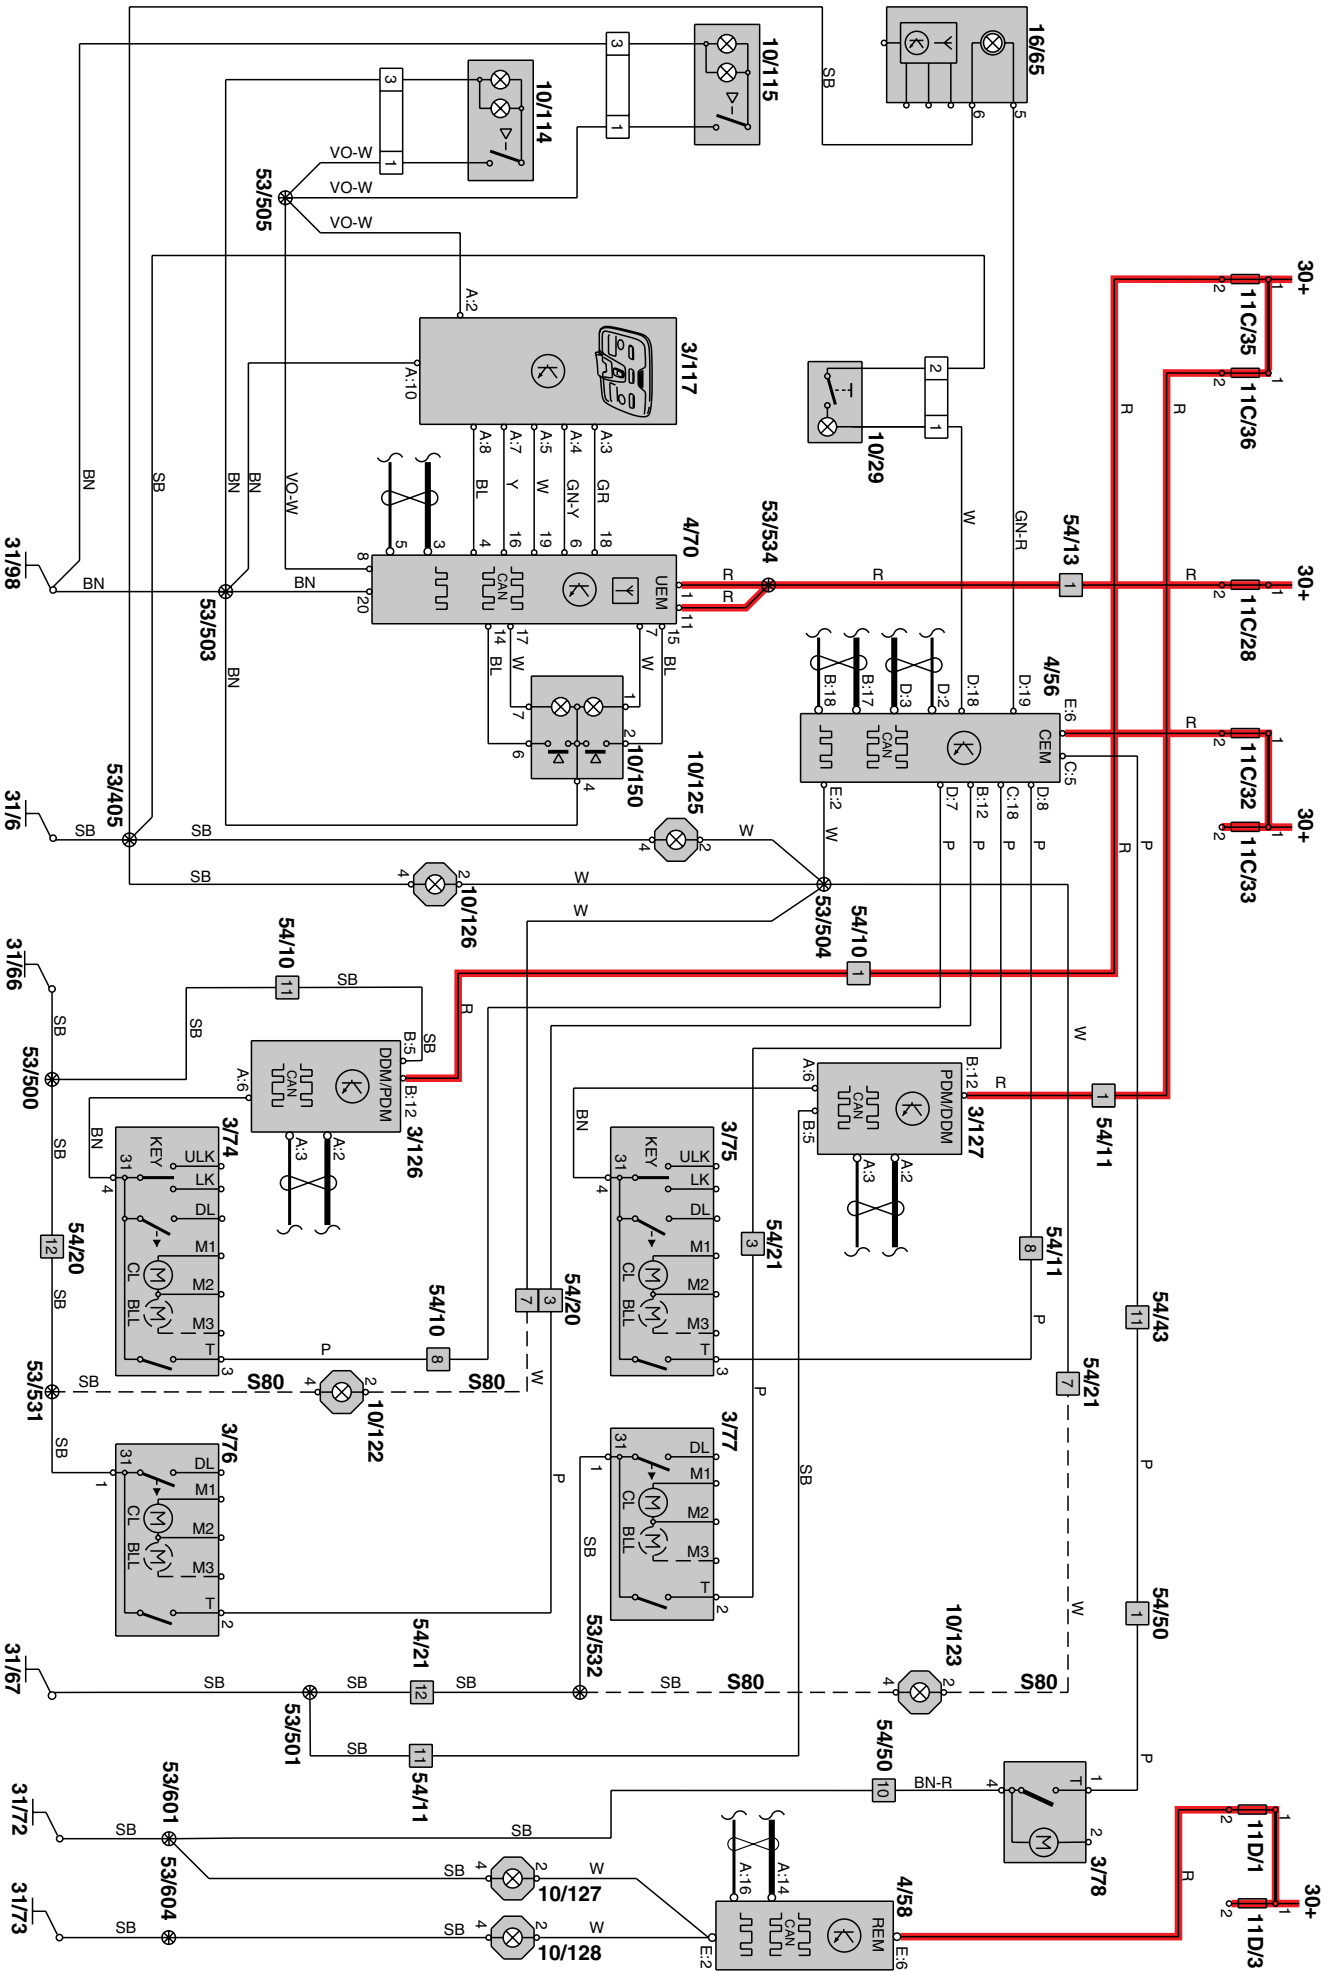 30+
11C/35
1
2
11C/36
1
2
30+
11C/28
2
30+
11C/32
1
2
30+
11C/33
1
2
30+
11D/1
1
2
11D/3
1
2
R
R
R
R
R
R
R
R
R
R
R
R
16/65
5
6
SB
GN-R
10/115
3
1
10/114
3
1
VO-W
VO-W
VO-W
53/505
VO-W
3/117
A:2
A:10
A:3
A:4
A:5
A:7
A:8
GR
GN-Y
W
Y
BL
18
6
19
16
4
3
5
8
20
4/70
UEM
CAN
1
11
15
7
17
14
BL
W
W
BL
53/534
54/13
1
10/29
2
1
W
10/150
1
2
7
6
4
BN
SB
BN
BN
BN
BN
BN
53/503
31/98
4/56
CEM
CAN
E:6
C:5
D:19
D:18
D:2
D:3
B:17
B:18
D:8
C:18
B:12
D:7
E:2
P
P
P
P
P
W
53/504
10/125
2
4
W
SB
10/126
2
4
W
SB
W
53/405
SB
31/6
54/10
1
54/11
1
W
31/66
SB
53/500
SB
SB
54/10
11
SB
SB
DDM/PDM
CAN
B:5
B:12
3/126
A:6
A:2
A:3
BN
PDM/DDM
CAN
B:12
3/127
A:6
B:5
A:2
A:3
BN
3/74
KEY
ULK
LK
DL
M1
M2
M3
T
CL
BLL
M
M
31
4
3
3/75
KEY
ULK
LK
DL
M1
M2
M3
T
CL
BLL
M
M
31
4
3
54/20
12
SB
54/20
7
3
54/21
3
54/11
8
54/43
11
54/21
7
54/10
8
P
P
P
P
P
W
W
53/531
SB
S80
10/122
4
2
S80
SB
3/76
DL
M1
M2
M3
T
CL
BLL
M
M
31
1
2
3/77
DL
M1
M2
M3
T
CL
BLL
M
M
31
1
2
SB
SB
54/50
1
P
31/67
SB
53/501
54/21
12
SB
53/532
SB
S80
10/123
4
2
S80
SB
54/11
11
54/50
10
BN-R
3/78
T
M
1
2
4
31/72
SB
53/601
SB
SB
10/127
4
2
W
31/73
SB
53/604
SB
10/128
4
2
W
4/58
REM
CAN
A:14
A:16
E:6
E:2